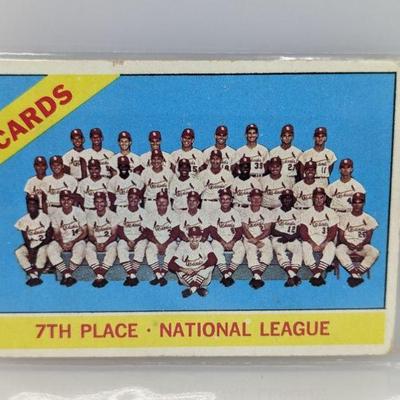 CARDS
7TH PLACE · NATIONAL LEAGUE